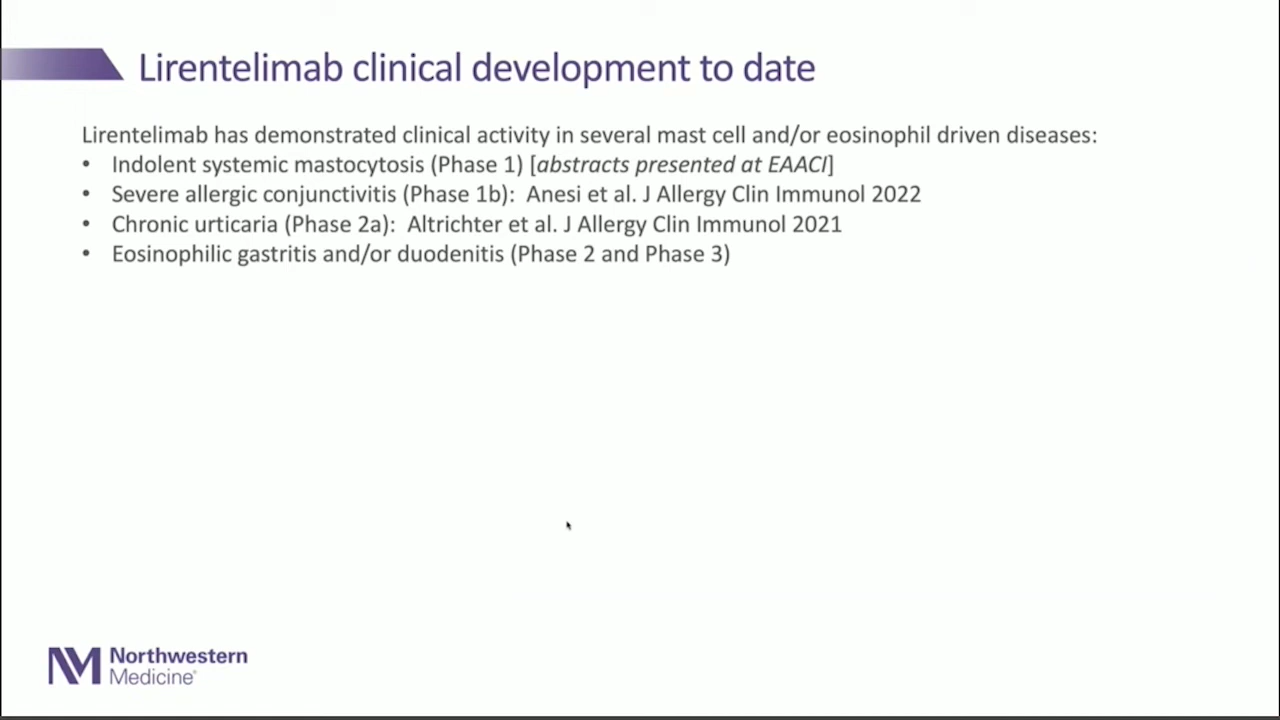 Lirentelimab clinical development to date
Lirentelimab has demonstrated clinical activity in several mast cell and/or eosinophil driven diseases:
• Indolent systemic mastocytosis (Phase 1) [abstracts presented at EAACI]
• Severe allergic conjunctivitis (Phase 1b):  Anesi et al. J Allergy Clin Immunol 2022
• Chronic urticaria (Phase 2a):  Altrichter et al. J Allergy Clin Immunol 2021
• Eosinophilic gastritis and/or duodenitis (Phase 2 and Phase 3)
NM
Northwestern
Medicine®